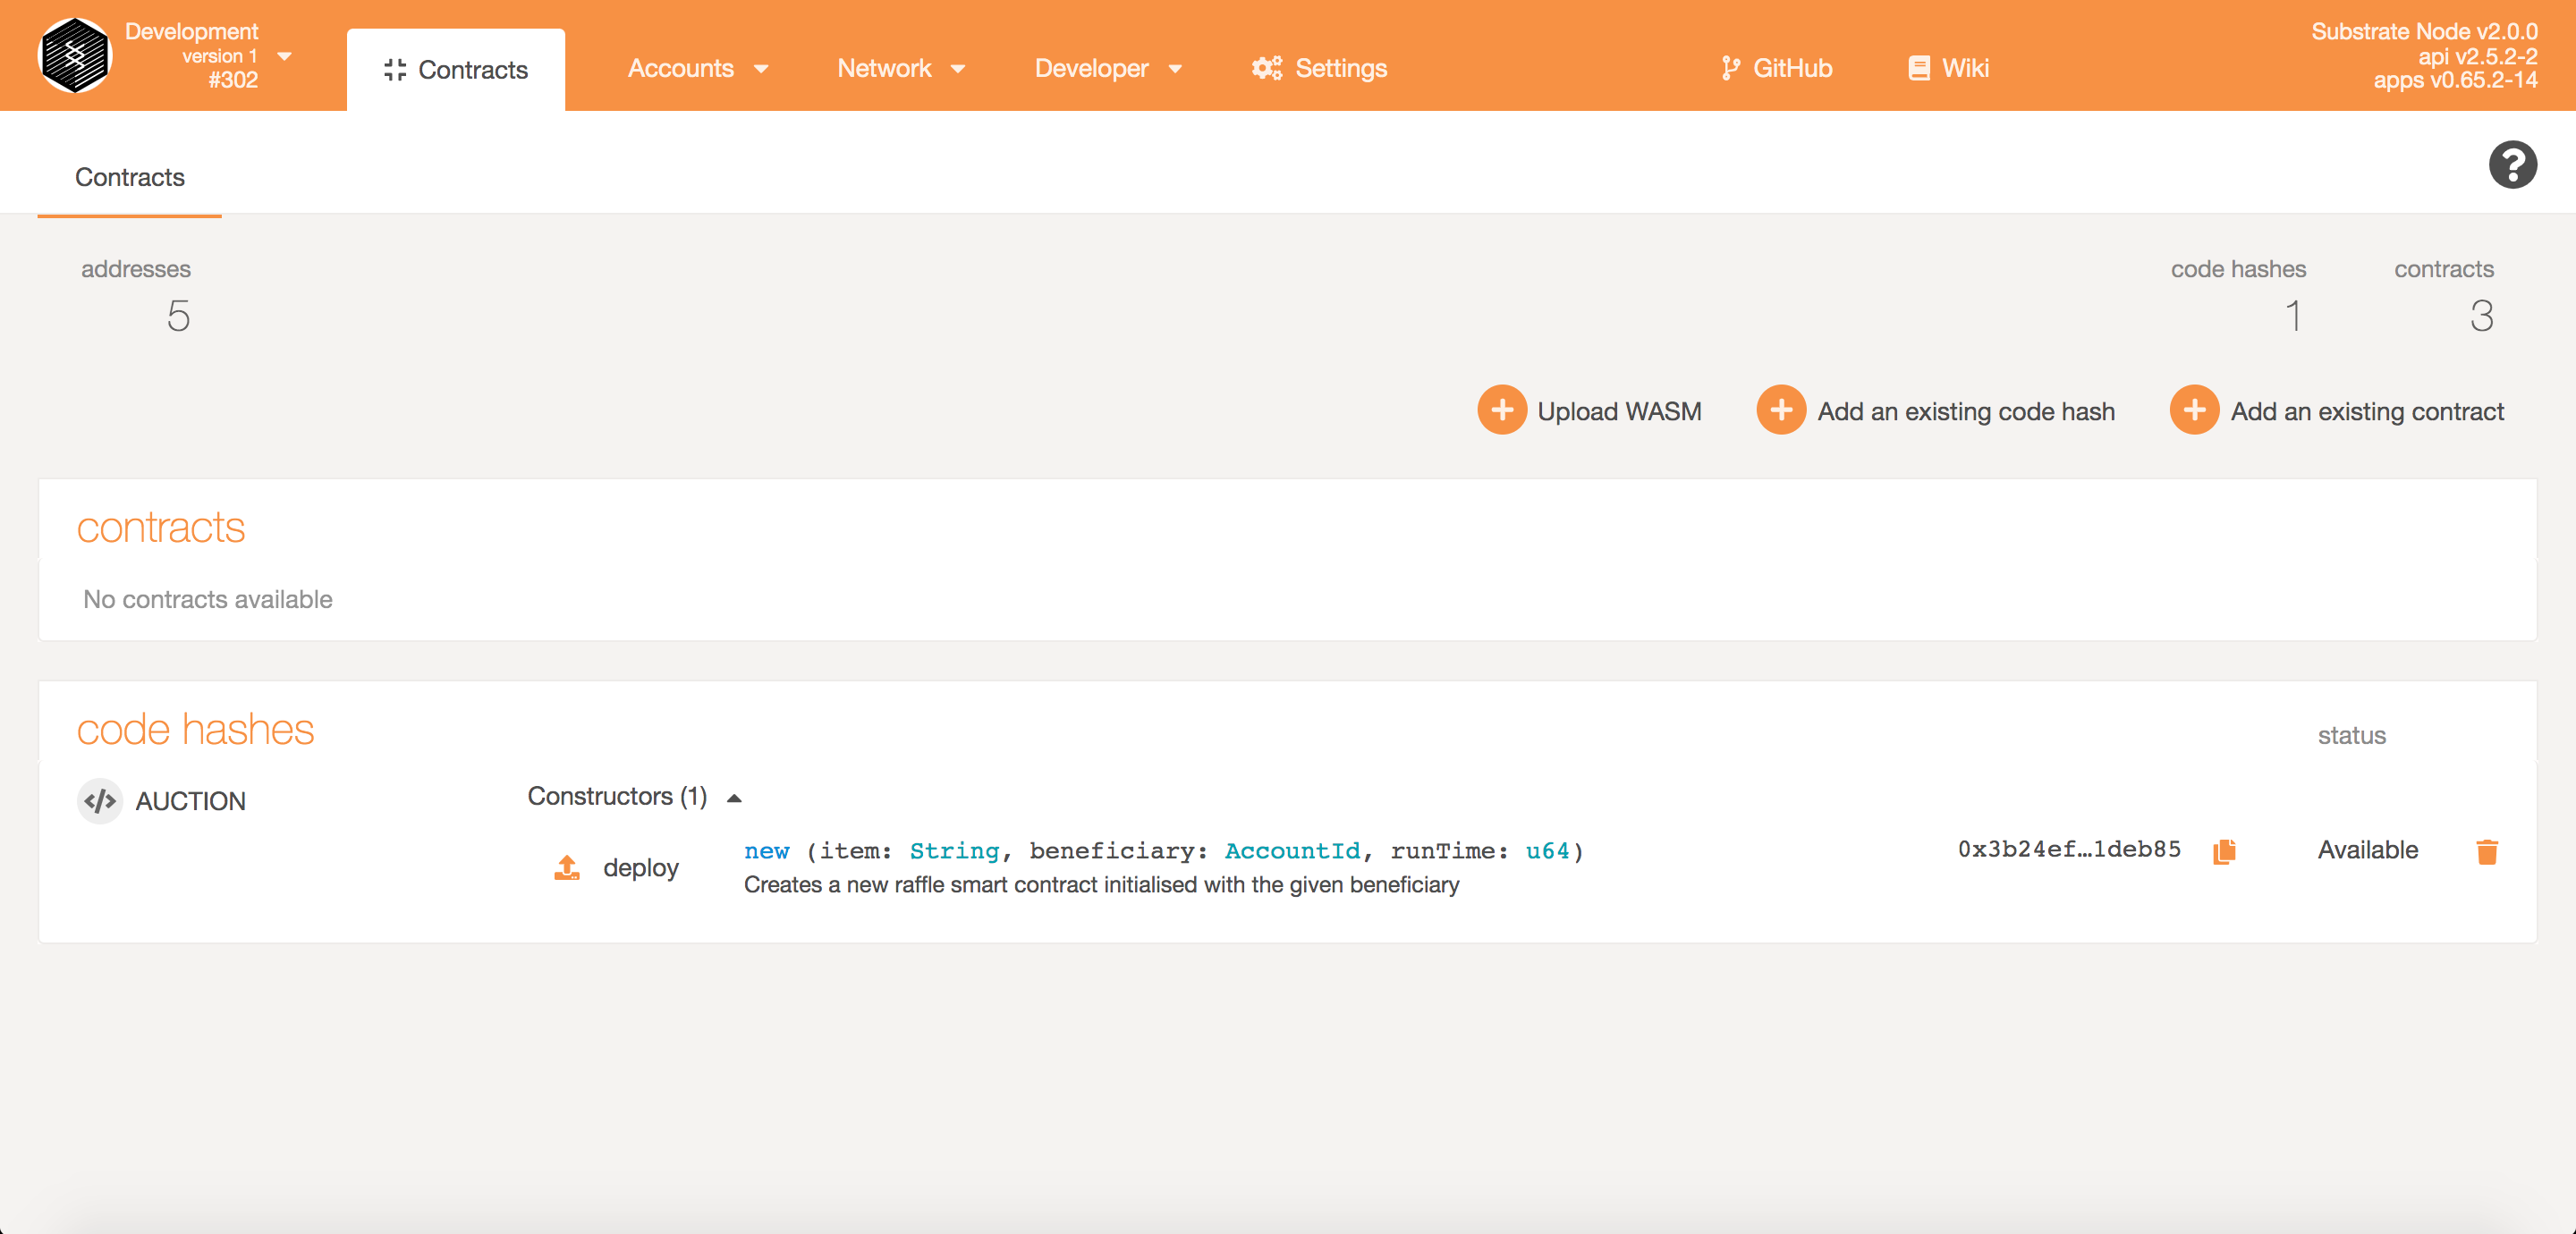 Development
version 1
#302
Contracts
Accounts
Network
Developer
Settings
GitHub
Wiki
Substrate Node v2.0.0
api v2.5.2-2
apps v0.65.2-14
Contracts
addresses
5
code hashes
1
contracts
3
Upload WASM
Add an existing code hash
Add an existing contract
contracts
No contracts available
code hashes
status
AUCTION
Constructors (1)
deploy
new (item: String, beneficiary: AccountId, runTime: u64)
Creates a new raffle smart contract initialised with the given beneficiary
0x3b24ef…1deb85
Available